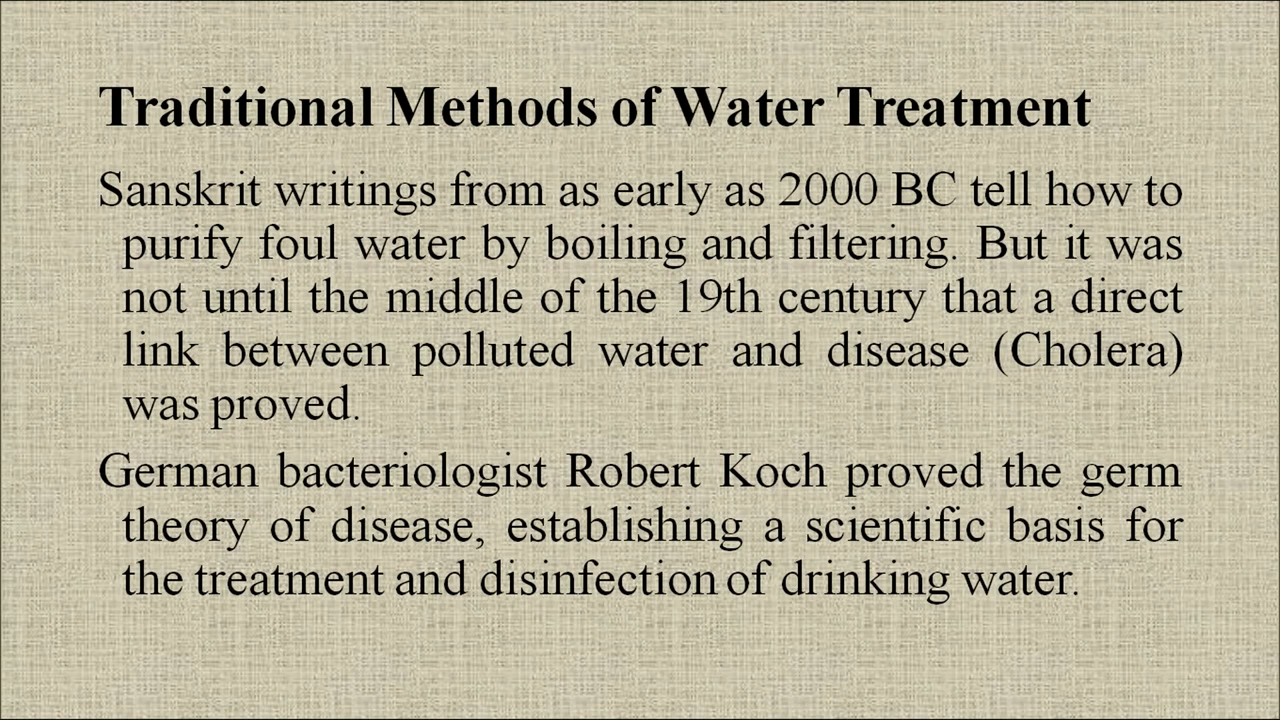 Traditional Methods of Water Treatment
Sanskrit writings from as early as 2000 BC tell how to
purify foul water by boiling and filtering. But it was
not until the middle of the 19th century that a direct
link between polluted water and disease (Cholera)
was proved.
German bacteriologist Robert Koch proved the germ
theory of disease, establishing a scientific basis for
the treatment and disinfection of drinking water.